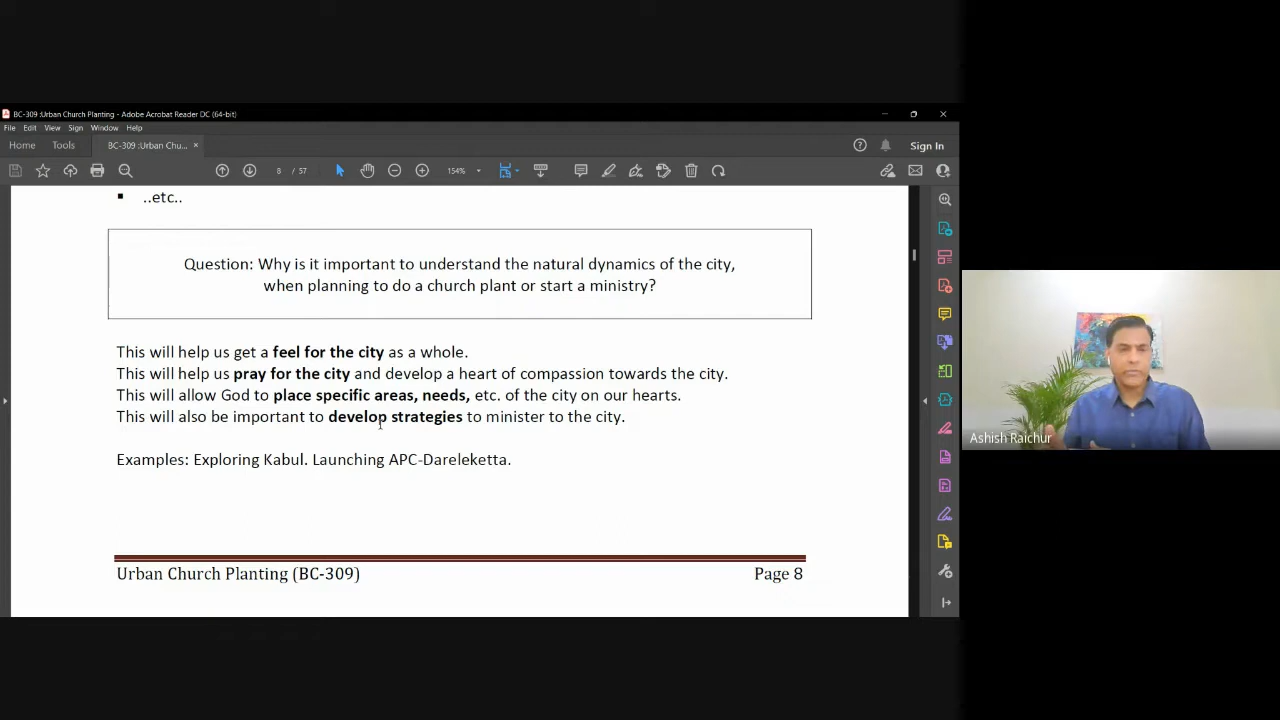 BC-309 :Urban Church Planting - Adobe Acrobat Reader DC (64-bit)
File Edit View Sign Window Help
Home Tools BC-309 :Urban Chu... × Sign In
8 / 57 154%
▪ ..etc..
Question: Why is it important to understand the natural dynamics of the city,
when planning to do a church plant or start a ministry?
This will help us get a feel for the city as a whole.
This will help us pray for the city and develop a heart of compassion towards the city.
This will allow God to place specific areas, needs, etc. of the city on our hearts.
This will also be important to develop strategies to minister to the city.
Examples: Exploring Kabul. Launching APC-Dareleketta.
Urban Church Planting (BC-309) Page 8
Ashish Raichur